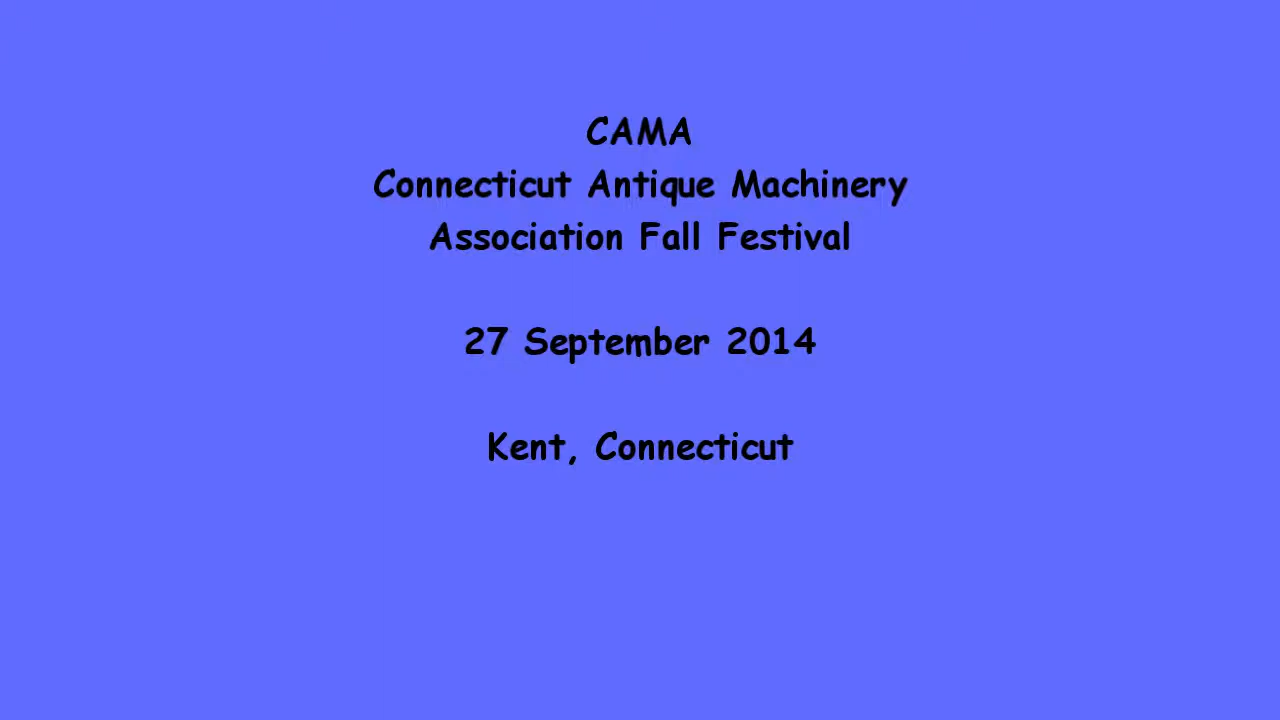 CAMA
Connecticut Antique Machinery
Association Fall Festival
27 September 2014
Kent, Connecticut